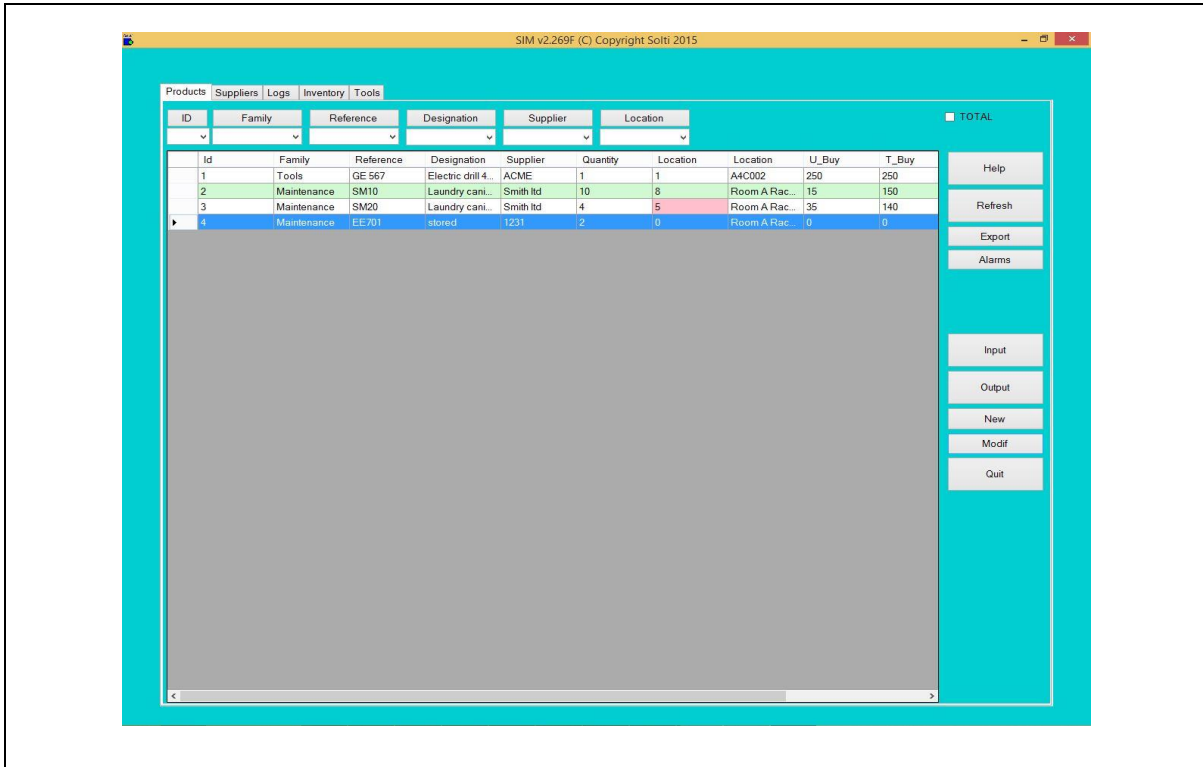 SIM v2.269F (C) Copyright Solti 2015
Products Suppliers Logs Inventory Tools
ID Family Reference Designation Supplier Location TOTAL
Id Family Reference Designation Supplier Quantity Location Location U_Buy T_Buy
1 Tools GE 567 Electric drill 4... ACME 1 1 A4C002 250 250
2 Maintenance SM10 Laundry cani... Smith ltd 10 8 Room A Rac... 15 150
3 Maintenance SM20 Laundry cani... Smith ltd 4 5 Room A Rac... 35 140
4 Maintenance EE701 stored 1231 2 0 Room A Rac... 0 0
Help
Refresh
Export
Alarms
Input
Output
New
Modif
Quit